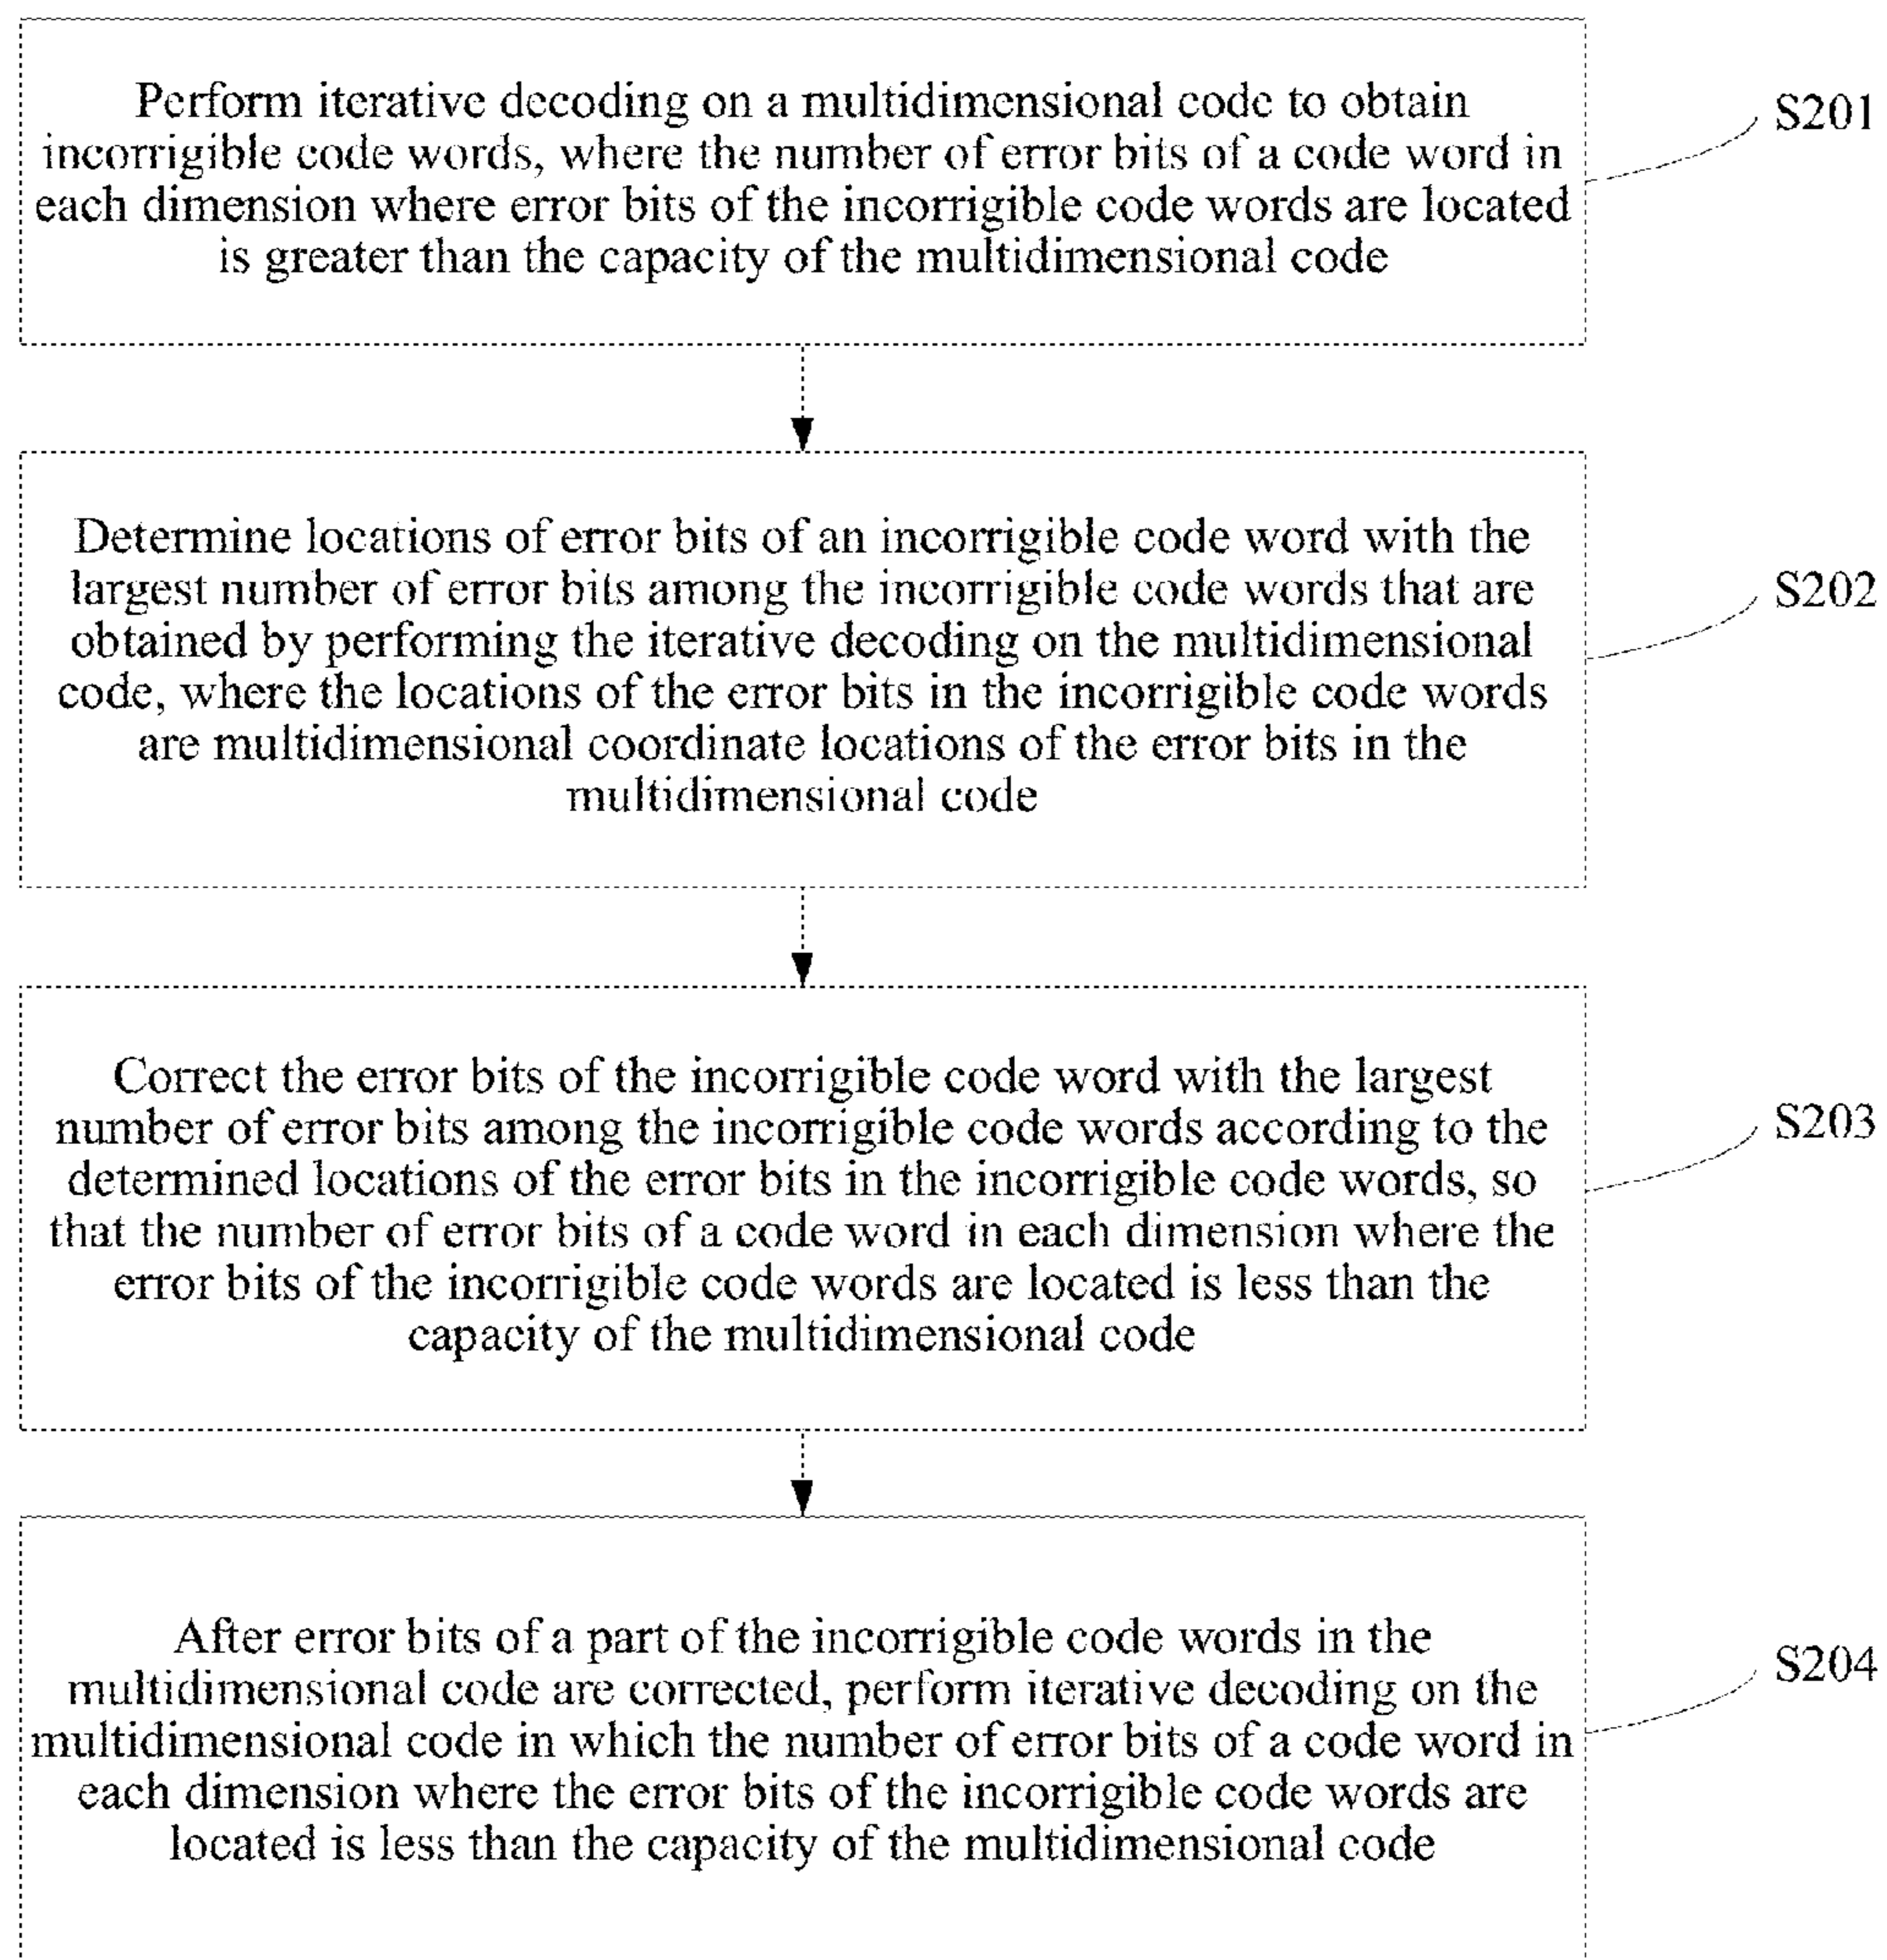 Perform iterative decoding on a multidimensional code to obtain
incorrigible code words, where the number of error bits of a code word in
each dimension where error bits of the incorrigible code words are located
is greater than the capacity of the multidimensional code
S201
Determine locations of error bits of an incorrigible code word with the
largest number of error bits among the incorrigible code words that are
obtained by performing the iterative decoding on the multidimensional
code, where the locations of the error bits in the incorrigible code words
are multidimensional coordinate locations of the error bits in the
multidimensional code
S202
Correct the error bits of the incorrigible code word with the largest
number of error bits among the incorrigible code words according to the
determined locations of the error bits in the incorrigible code words, so
that the number of error bits of a code word in each dimension where the
error bits of the incorrigible code words are located is less than the
capacity of the multidimensional code
S203
After error bits of a part of the incorrigible code words in the
multidimensional code are corrected, perform iterative decoding on the
multidimensional code in which the number of error bits of a code word in
each dimension where the error bits of the incorrigible code words are
located is less than the capacity of the multidimensional code
S204